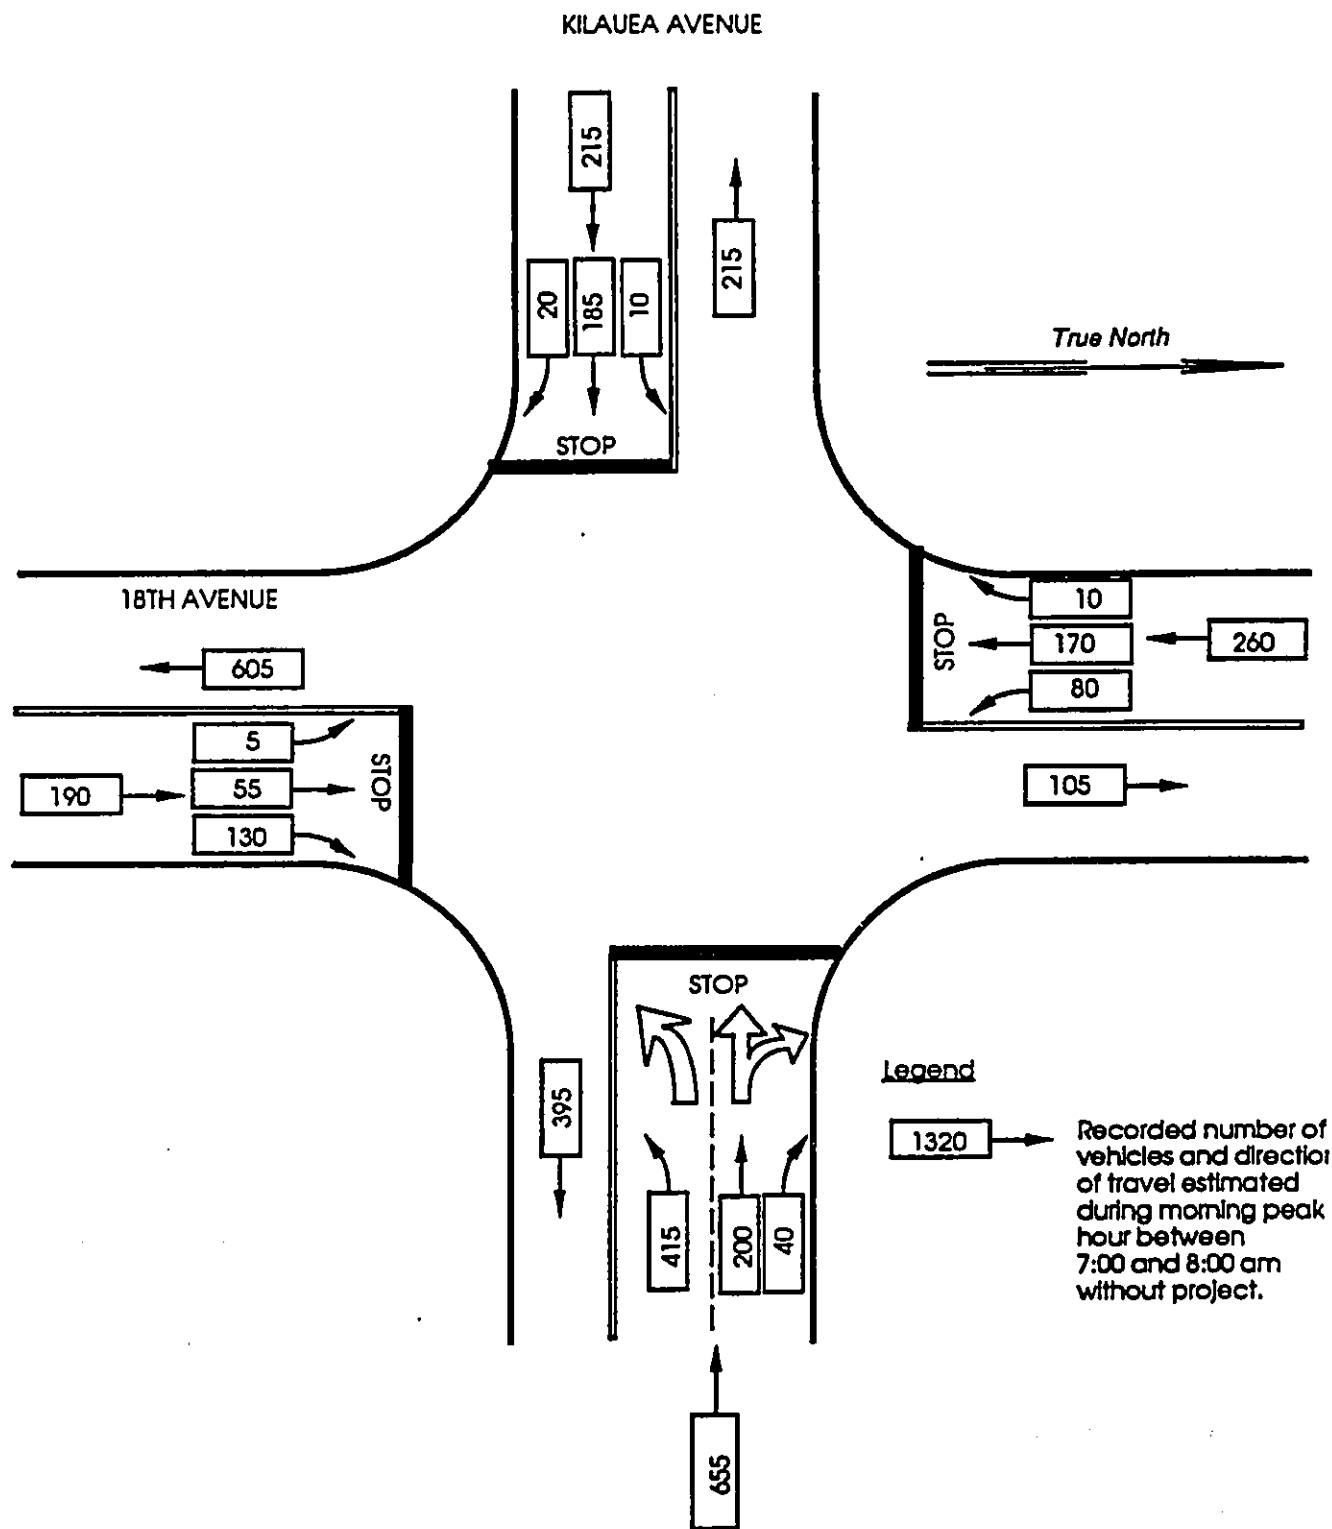 KILAUEA AVENUE
215
215
20
185
10
True North
STOP
18TH AVENUE
10
STOP
170
260
605
80
5
STOP
190
55
105
130
STOP
Legend
395
1320
Recorded number of
vehicles and direction
of travel estimated
during morning peak
hour between
7:00 and 8:00 am
without project.
415
200
40
655